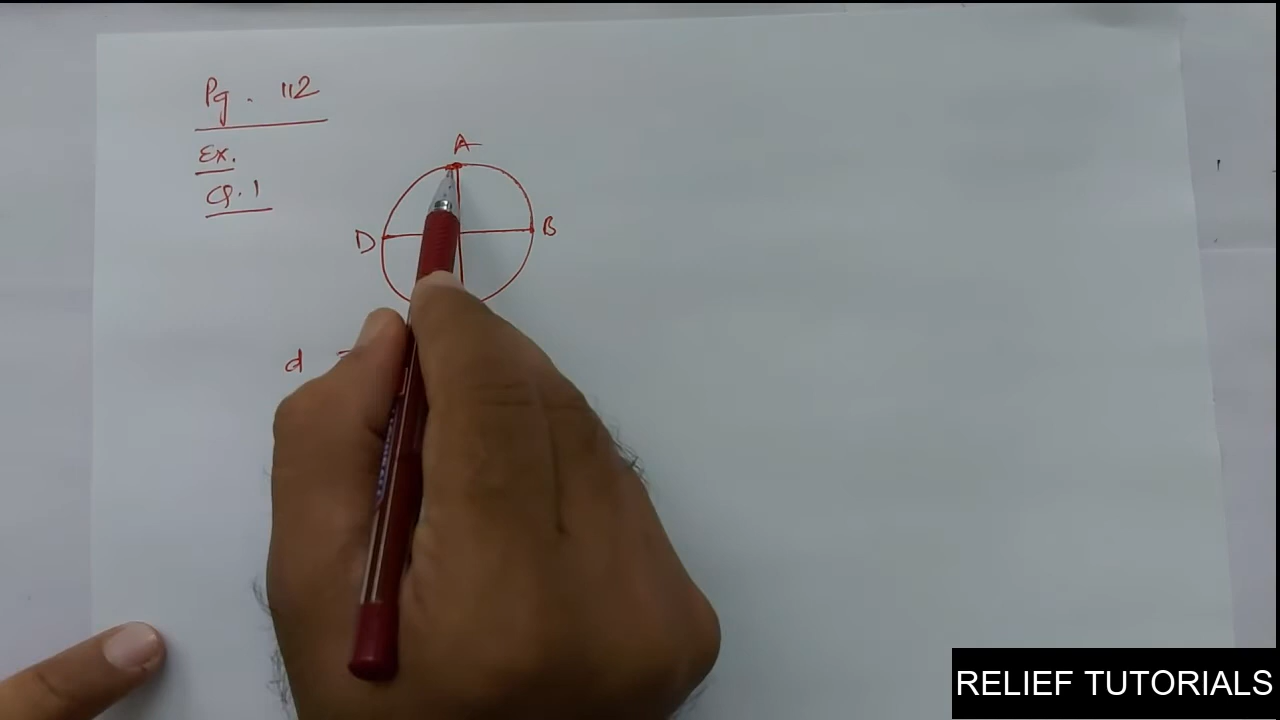 Pg. 112
Ex.
Q.1
A
D
B
d
RELIEF TUTORIALS